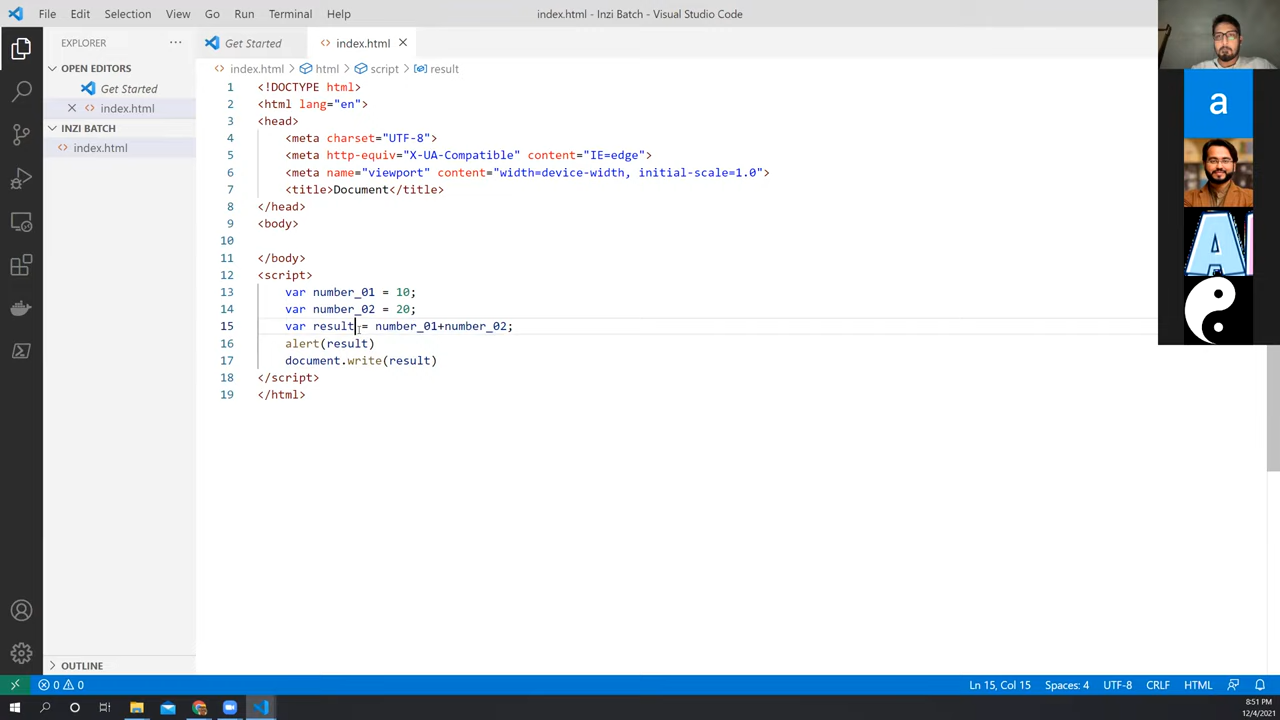 File Edit Selection View Go Run Terminal Help
index.html - Inzi Batch - Visual Studio Code
EXPLORER
OPEN EDITORS
Get Started
index.html
INZI BATCH
index.html
OUTLINE
Get Started
index.html
index.html > html > script > result
1 <!DOCTYPE html>
2 <html lang="en">
3 <head>
4 <meta charset="UTF-8">
5 <meta http-equiv="X-UA-Compatible" content="IE=edge">
6 <meta name="viewport" content="width=device-width, initial-scale=1.0">
7 <title>Document</title>
8 </head>
9 <body>
10
11 </body>
12 <script>
13 var number_01 = 10;
14 var number_02 = 20;
15 var result = number_01+number_02;
16 alert(result)
17 document.write(result)
18 </script>
19 </html>
a
A
0 0
Ln 15, Col 15 Spaces: 4 UTF-8 CRLF HTML
8:51 PM
12/4/2021